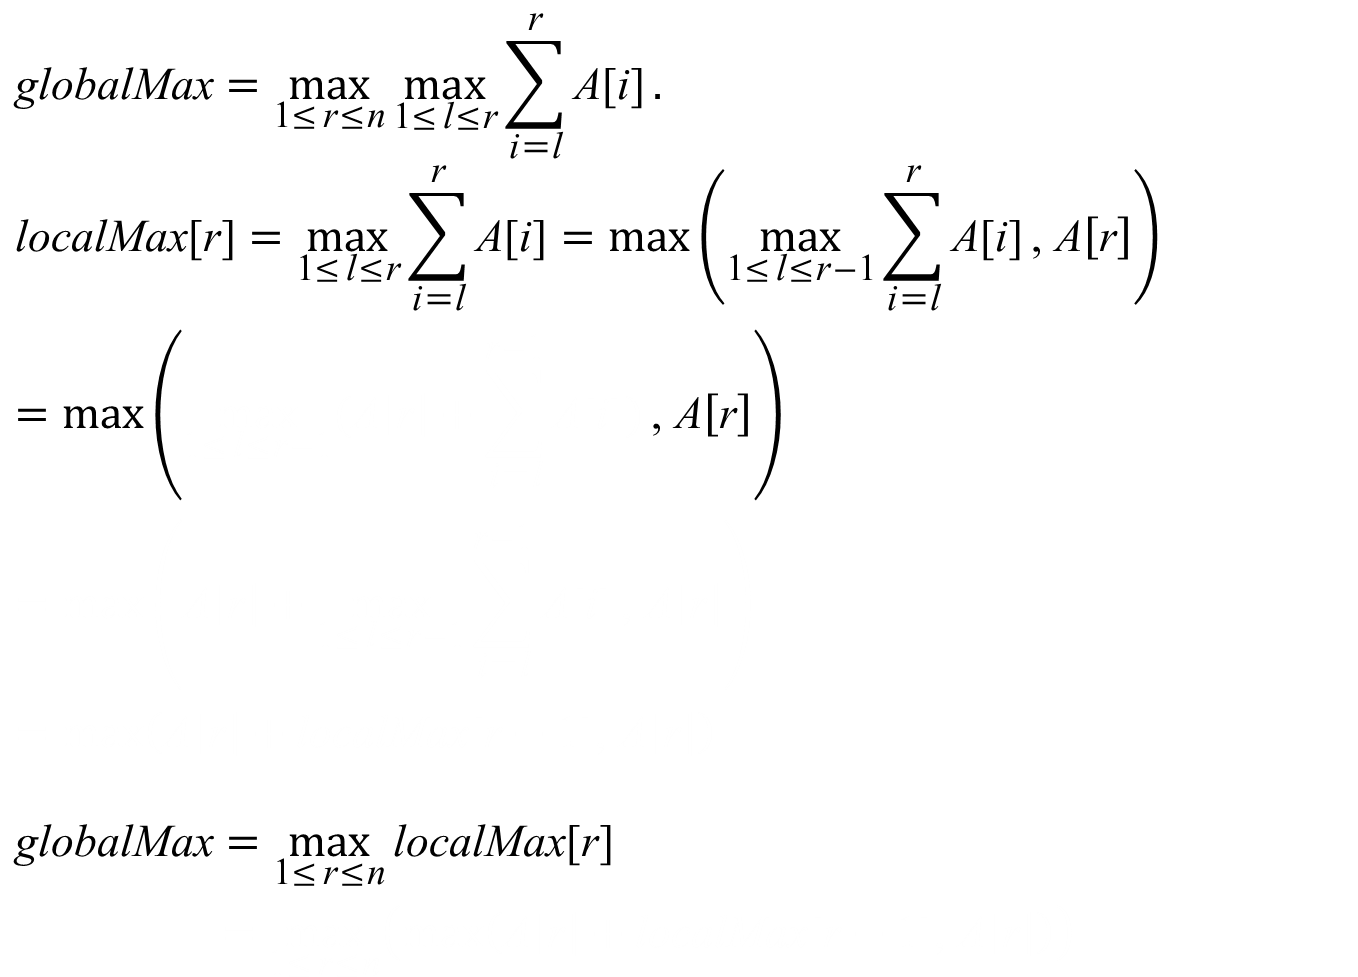 globalMax = max_{1≤r≤n} max_{1≤l≤r} ∑_{i=l}^{r} A[i].
localMax[r] = max_{1≤l≤r} ∑_{i=l}^{r} A[i] = max( max_{1≤l≤r−1} ∑_{i=l}^{r} A[i], A[r] )
= max( , A[r] )
globalMax = max_{1≤r≤n} localMax[r]